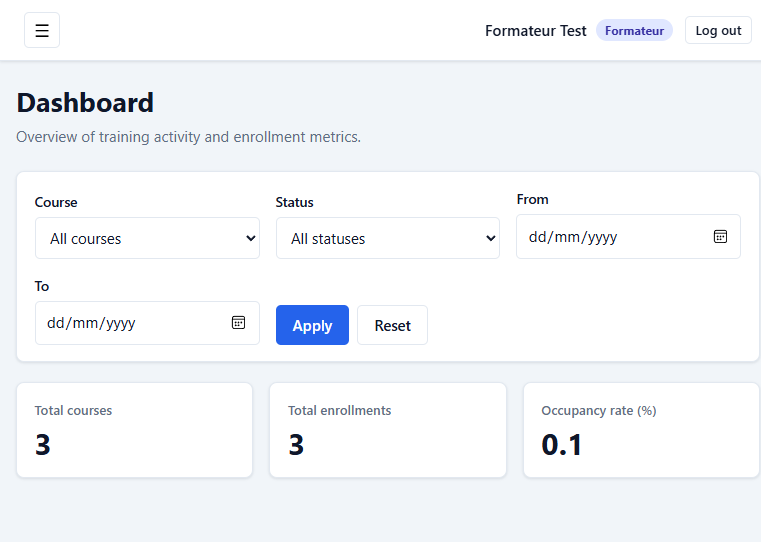 ☰
Formateur Test Formateur Log out
Dashboard
Overview of training activity and enrollment metrics.
Course Status From
All courses All statuses dd/mm/yyyy
To
dd/mm/yyyy Apply Reset
Total courses Total enrollments Occupancy rate (%)
3 3 0.1